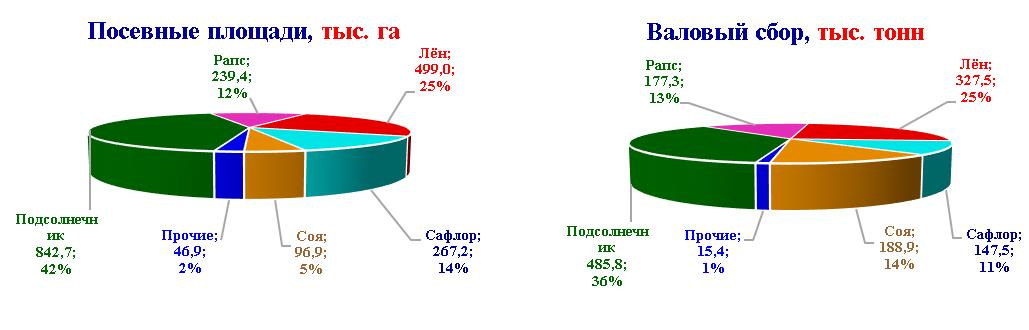 Посевные площади, тыс. га
Рапс;
239,4;
12%
Лён;
499,0;
25%
Подсолнечн
ик
842,7;
42%
Прочие;
46,9;
2%
Соя;
96,9;
5%
Сафлор;
267,2;
14%
Валовый сбор, тыс. тонн
Рапс;
177,3;
13%
Лён;
327,5;
25%
Подсолнечн
ик
485,8;
36%
Прочие;
15,4;
1%
Соя;
188,9;
14%
Сафлор;
147,5;
11%